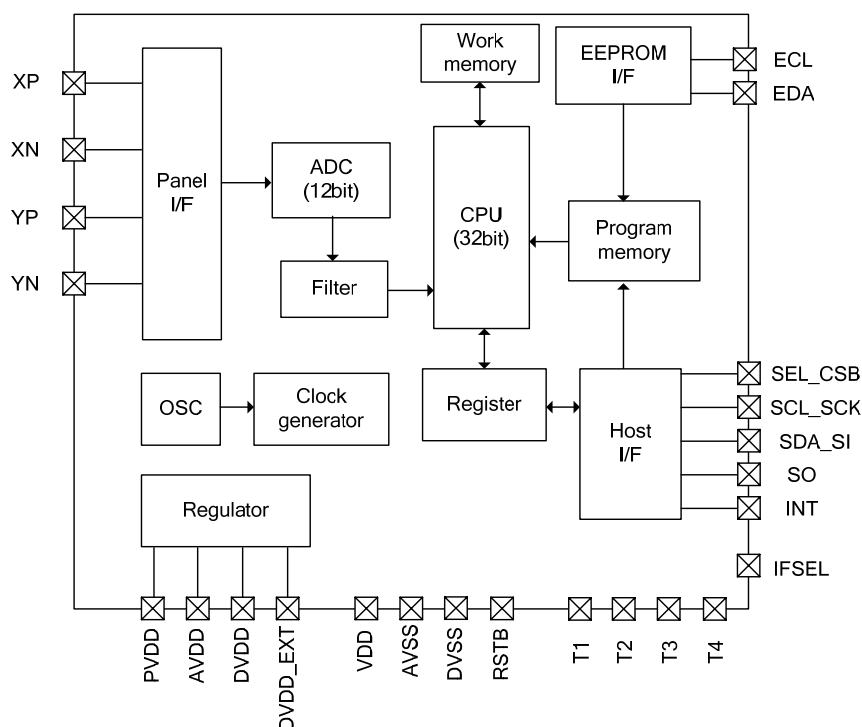 XP
XN
YP
YN
Panel
I/F
ADC
(12bit)
Filter
Work
memory
CPU
(32bit)
EEPROM
I/F
ECL
EDA
Program
memory
OSC
Clock
generator
Register
Host
I/F
SEL_CSB
SCL_SCK
SDA_SI
SO
INT
IFSEL
Regulator
PVDD
AVDD
DVDD
DVDD_EXT
VDD
AVSS
DVSS
RSTB
T1
T2
T3
T4